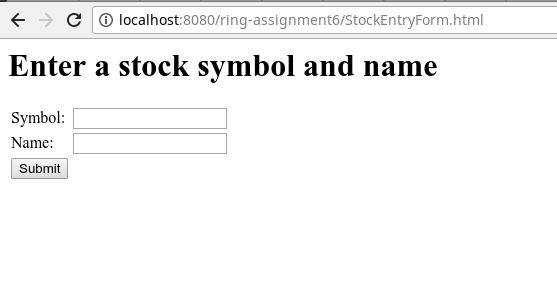 localhost:8080/ring-assignment6/StockEntryForm.html
Enter a stock symbol and name
Symbol:
Name:
Submit